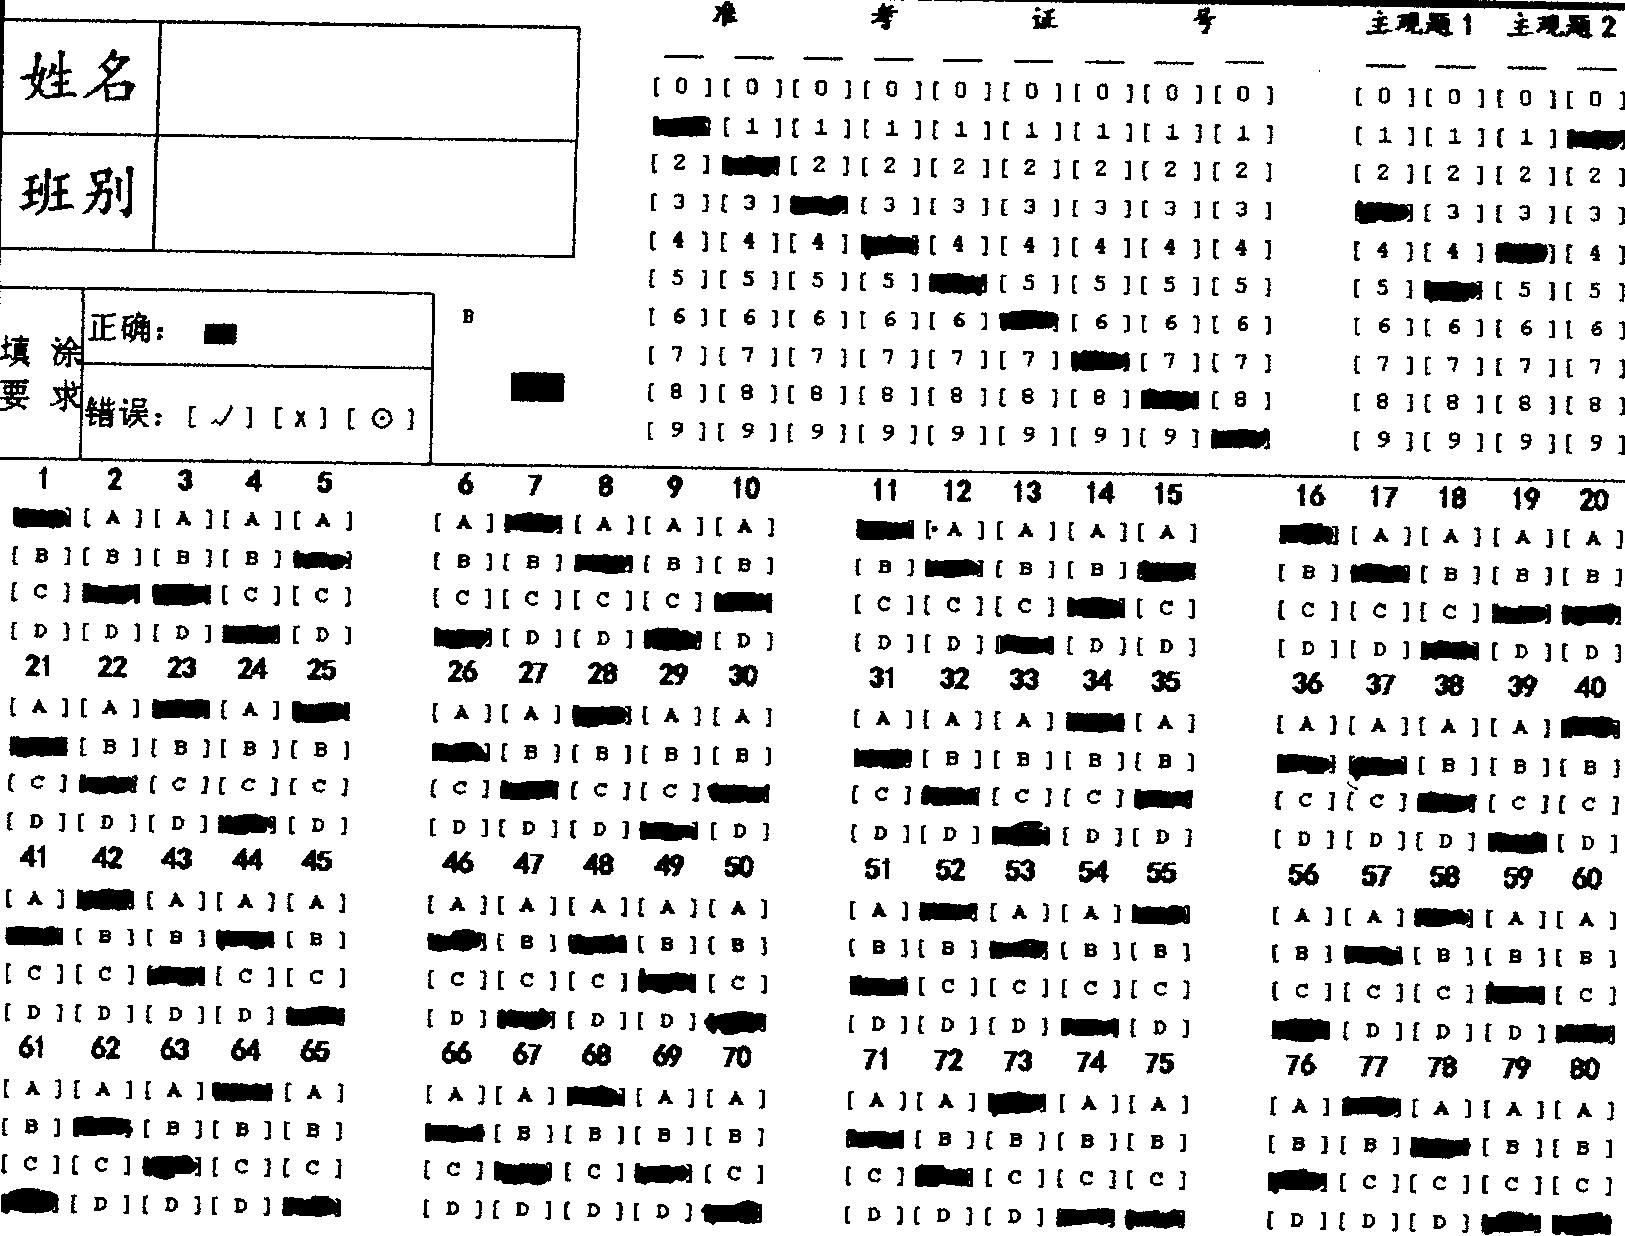 准 考 证 号 主观题1 主观题2
姓名
班别
[0][0][0][0][0][0][0][0][0] [0][0][0][0]
[1][1][1][1][1][1][1][1] [1][1][1]
[2][2][2][2][2][2][2][2] [2][2][2][2]
[3][3][3][3][3][3][3][3] [3][3][3]
[4][4][4][4][4][4][4][4] [4][4][4]
[5][5][5][5][5][5][5][5] [5][5][5]
[6][6][6][6][6][6][6][6] [6][6][6][6]
[7][7][7][7][7][7][7][7] [7][7][7][7]
[8][8][8][8][8][8][8][8] [8][8][8][8]
[9][9][9][9][9][9][9][9] [9][9][9][9]
填涂
要求
正确:
错误: [✓] [x] [⊙]
B
1 2 3 4 5 6 7 8 9 10 11 12 13 14 15 16 17 18 19 20
[A][A][A][A] [A][A][A][A] [A][A][A][A] [A][A][A][A]
[B][B][B][B] [B][B][B][B] [B][B][B] [B][B][B][B]
[C][C][C] [C][C][C][C] [C][C][C][C] [C][C][C]
[D][D][D][D] [D][D][D] [D][D][D][D] [D][D][D][D]
21 22 23 24 25 26 27 28 29 30 31 32 33 34 35 36 37 38 39 40
[A][A][A] [A][A][A][A] [A][A][A][A] [A][A][A][A]
[B][B][B][B] [B][B][B][B] [B][B][B][B] [B][B][B]
[C][C][C][C] [C][C][C] [C][C][C] [C][C][C][C]
[D][D][D][D] [D][D][D][D] [D][D][D][D] [D][D][D][D]
41 42 43 44 45 46 47 48 49 50 51 52 53 54 55 56 57 58 59 60
[A][A][A][A] [A][A][A][A][A] [A][A][A] [A][A][A][A]
[B][B][B] [B][B][B] [B][B][B][B] [B][B][B][B]
[C][C][C][C] [C][C][C][C] [C][C][C][C] [C][C][C][C]
[D][D][D][D] [D][D][D] [D][D][D][D] [D][D][D]
61 62 63 64 65 66 67 68 69 70 71 72 73 74 75 76 77 78 79 80
[A][A][A][A] [A][A][A][A] [A][A][A][A] [A][A][A][A]
[B][B][B][B] [B][B][B][B] [B][B][B][B] [B][B][B][B]
[C][C][C][C] [C][C][C] [C][C][C][C] [C][C][C][C]
[D][D][D] [D][D][D][D] [D][D][D] [D][D][D]